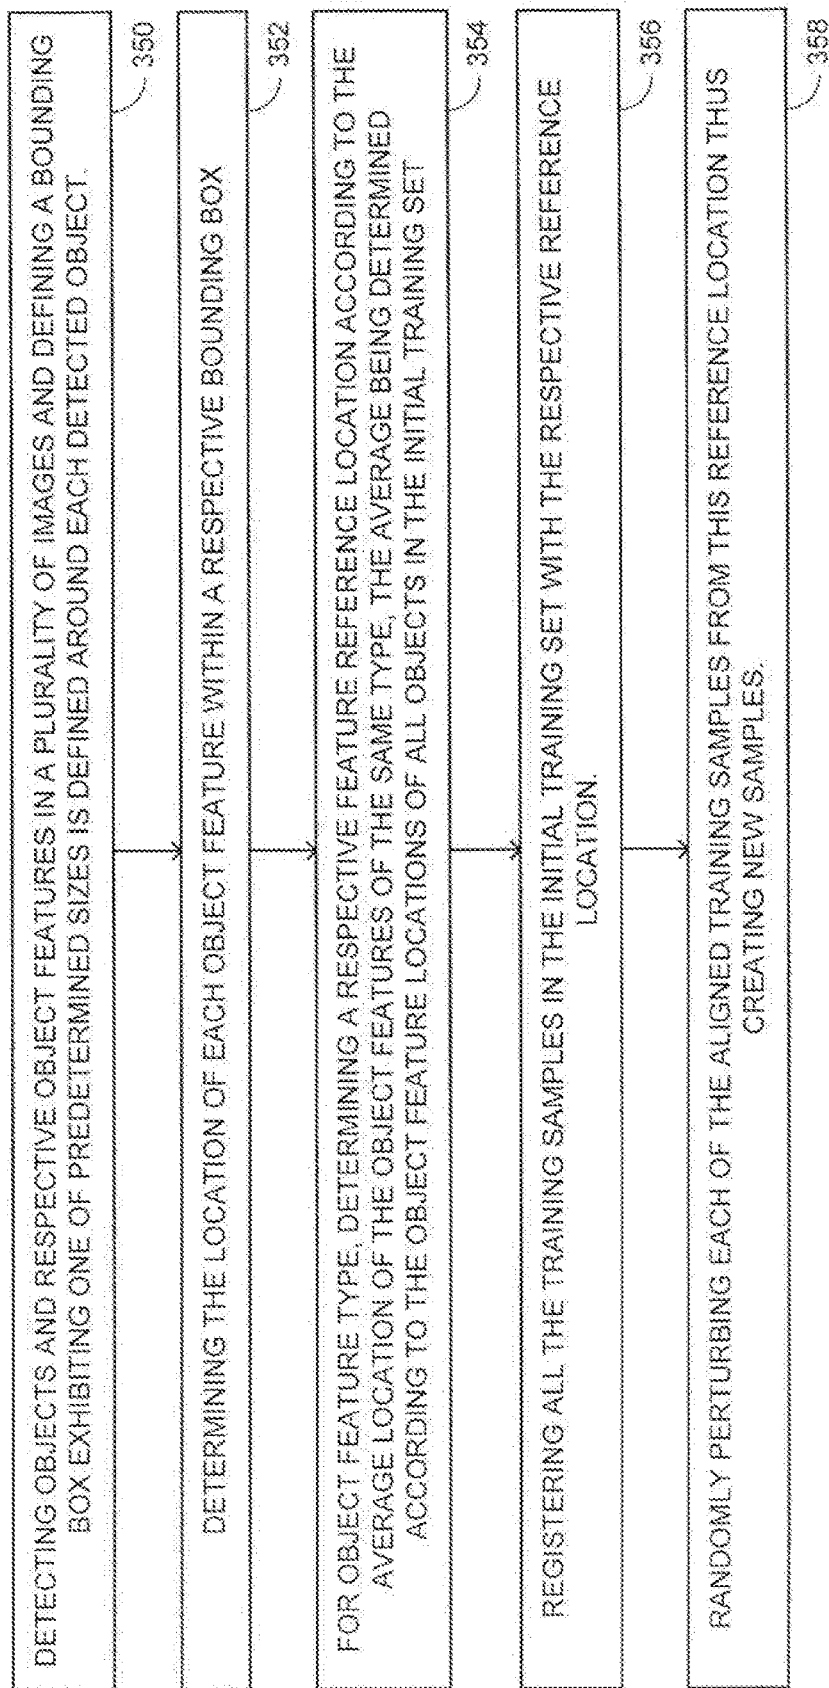 DETECTING OBJECTS AND RESPECTIVE OBJECT FEATURES IN A PLURALITY OF IMAGES AND DEFINING A BOUNDING
BOX EXHIBITING ONE OF PREDETERMINED SIZES IS DEFINED AROUND EACH DETECTED OBJECT.
350
DETERMINING THE LOCATION OF EACH OBJECT FEATURE WITHIN A RESPECTIVE BOUNDING BOX
352
FOR OBJECT FEATURE TYPE, DETERMINING A RESPECTIVE FEATURE REFERENCE LOCATION ACCORDING TO THE
AVERAGE LOCATION OF THE OBJECT FEATURES OF THE SAME TYPE, THE AVERAGE BEING DETERMINED
ACCORDING TO THE OBJECT FEATURE LOCATIONS OF ALL OBJECTS IN THE INITIAL TRAINING SET
354
REGISTERING ALL THE TRAINING SAMPLES IN THE INITIAL TRAINING SET WITH THE RESPECTIVE REFERENCE
LOCATION.
356
RANDOMLY PERTURBING EACH OF THE ALIGNED TRAINING SAMPLES FROM THIS REFERENCE LOCATION THUS
CREATING NEW SAMPLES.
358